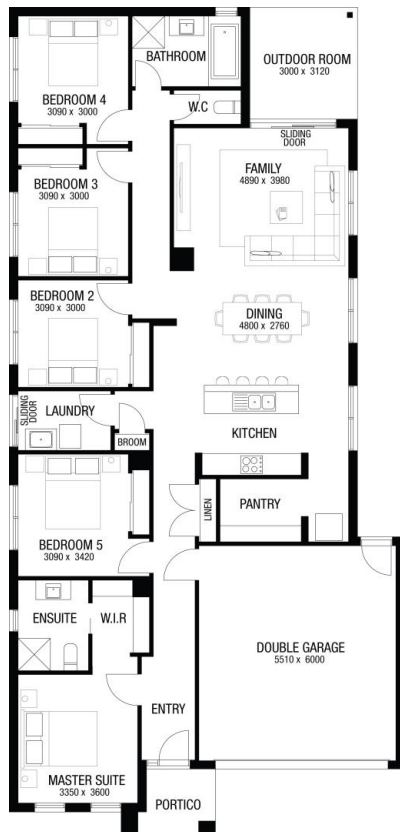 BATHROOM
OUTDOOR ROOM
3000 x 3120
BEDROOM 4
3090 x 3000
W.C
SLIDING
DOOR
FAMILY
4890 x 3980
BEDROOM 3
3090 x 3000
BEDROOM 2
3090 x 3000
DINING
4800 x 2760
SLIDING
DOOR
LAUNDRY
BROOM
KITCHEN
LINEN
PANTRY
BEDROOM 5
3090 x 3420
ENSUITE
W.I.R
DOUBLE GARAGE
5510 x 6000
ENTRY
MASTER SUITE
3350 x 3600
PORTICO